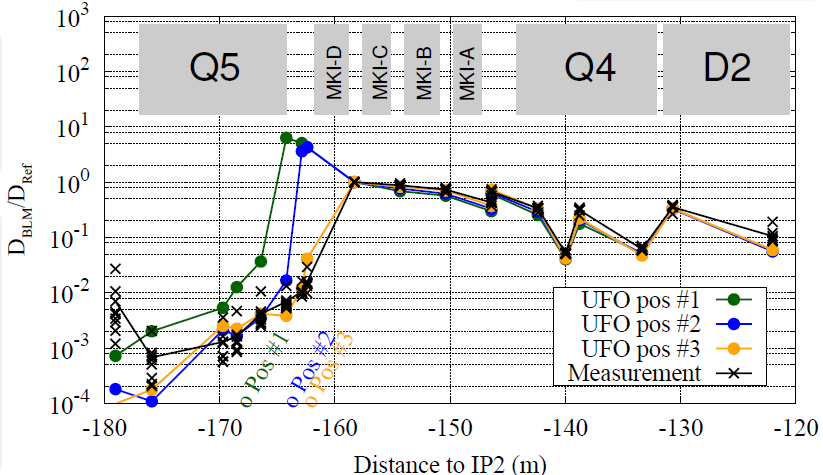 10^3
10^2
10^1
10^0
10^-1
10^-2
10^-3
10^-4
D_BLM/D_Ref
Q5
MKI-D
MKI-C
MKI-B
MKI-A
Q4
D2
UFO pos #1
UFO pos #2
UFO pos #3
Measurement
o Pos #1
o Pos #2
o Pos #3
-180 -170 -160 -150 -140 -130 -120
Distance to IP2 (m)